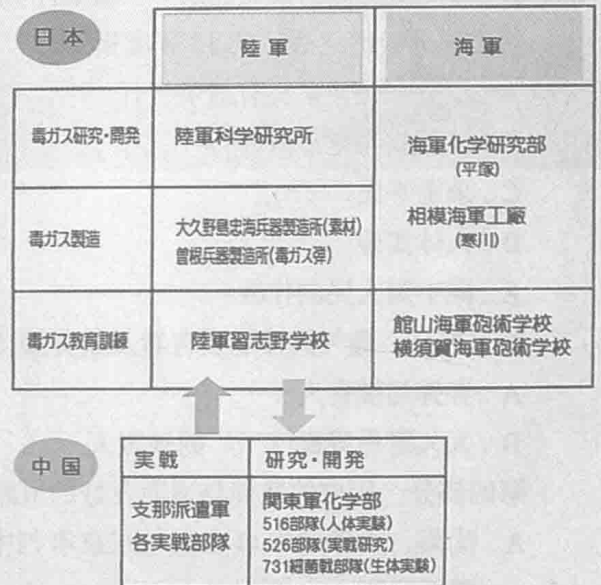 日本
陸軍
海軍
毒ガス研究・開発
陸軍科学研究所
海軍化学研究部
(平塚)
相模海軍工廠
(寒川)
毒ガス製造
大久野島忠海兵器製造所(素材)
曽根兵器製造所(毒ガス弾)
毒ガス教育訓練
陸軍習志野学校
館山海軍砲術学校
横須賀海軍砲術学校
中国
実戦
研究・開発
支那派遣軍
各実戦部隊
関東軍化学部
516部隊(人体実験)
526部隊(実戦研究)
731細菌戦部隊(生体実験)